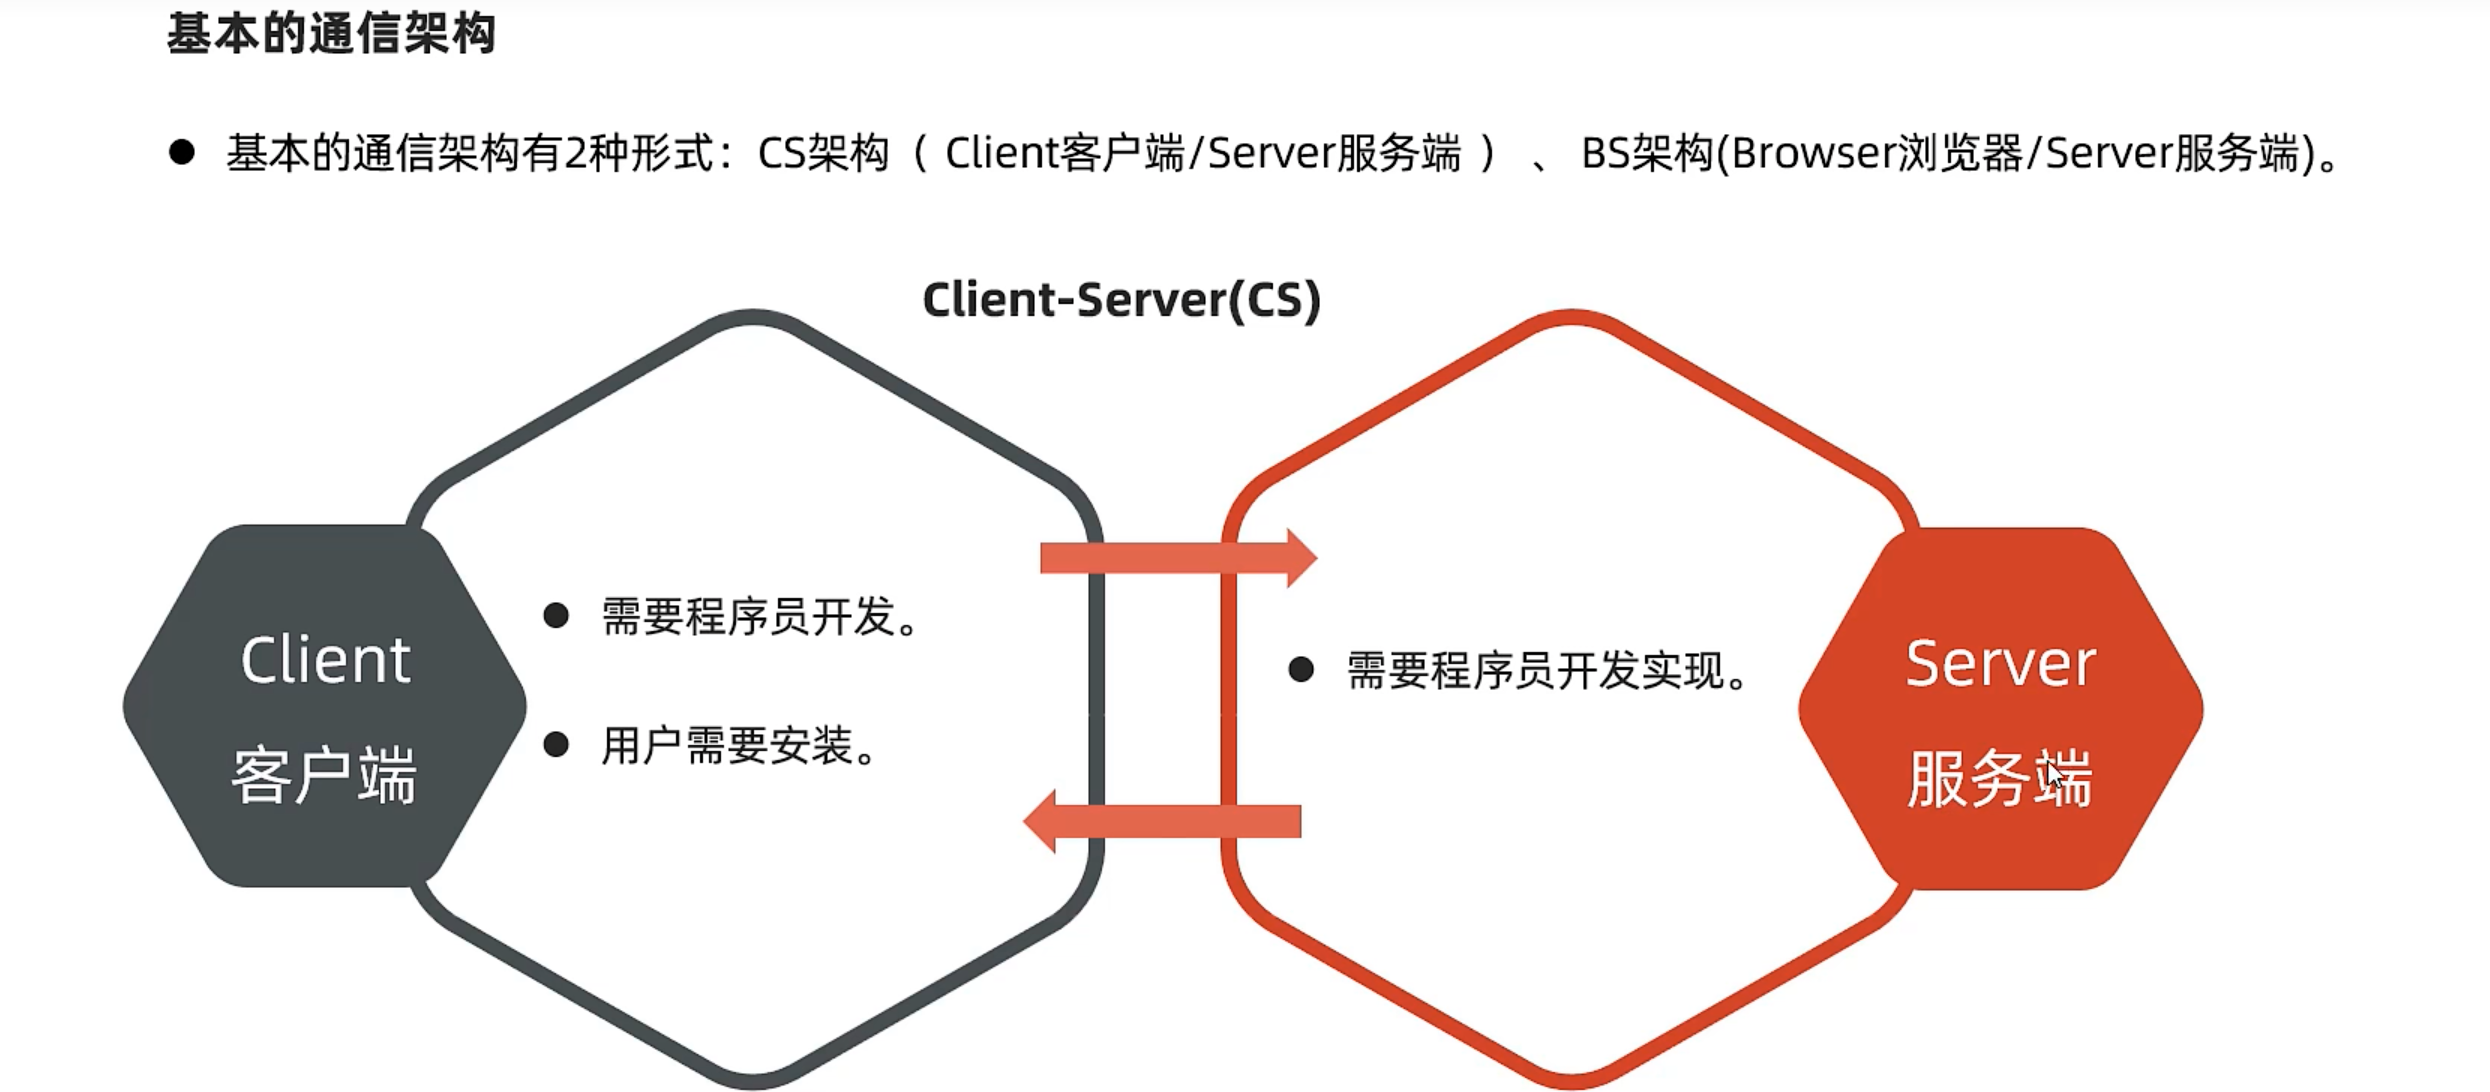 基本的通信架构
基本的通信架构有2种形式：CS架构（ Client客户端/Server服务端 ） 、 BS架构(Browser浏览器/Server服务端)。
Client-Server(CS)
Client
客户端
需要程序员开发。
用户需要安装。
需要程序员开发实现。
Server
服务端